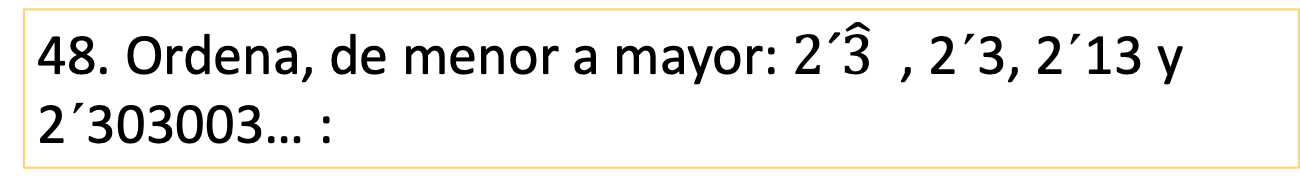 48. Ordena, de menor a mayor: 2´3̂ , 2´3, 2´13 y
2´303003... :